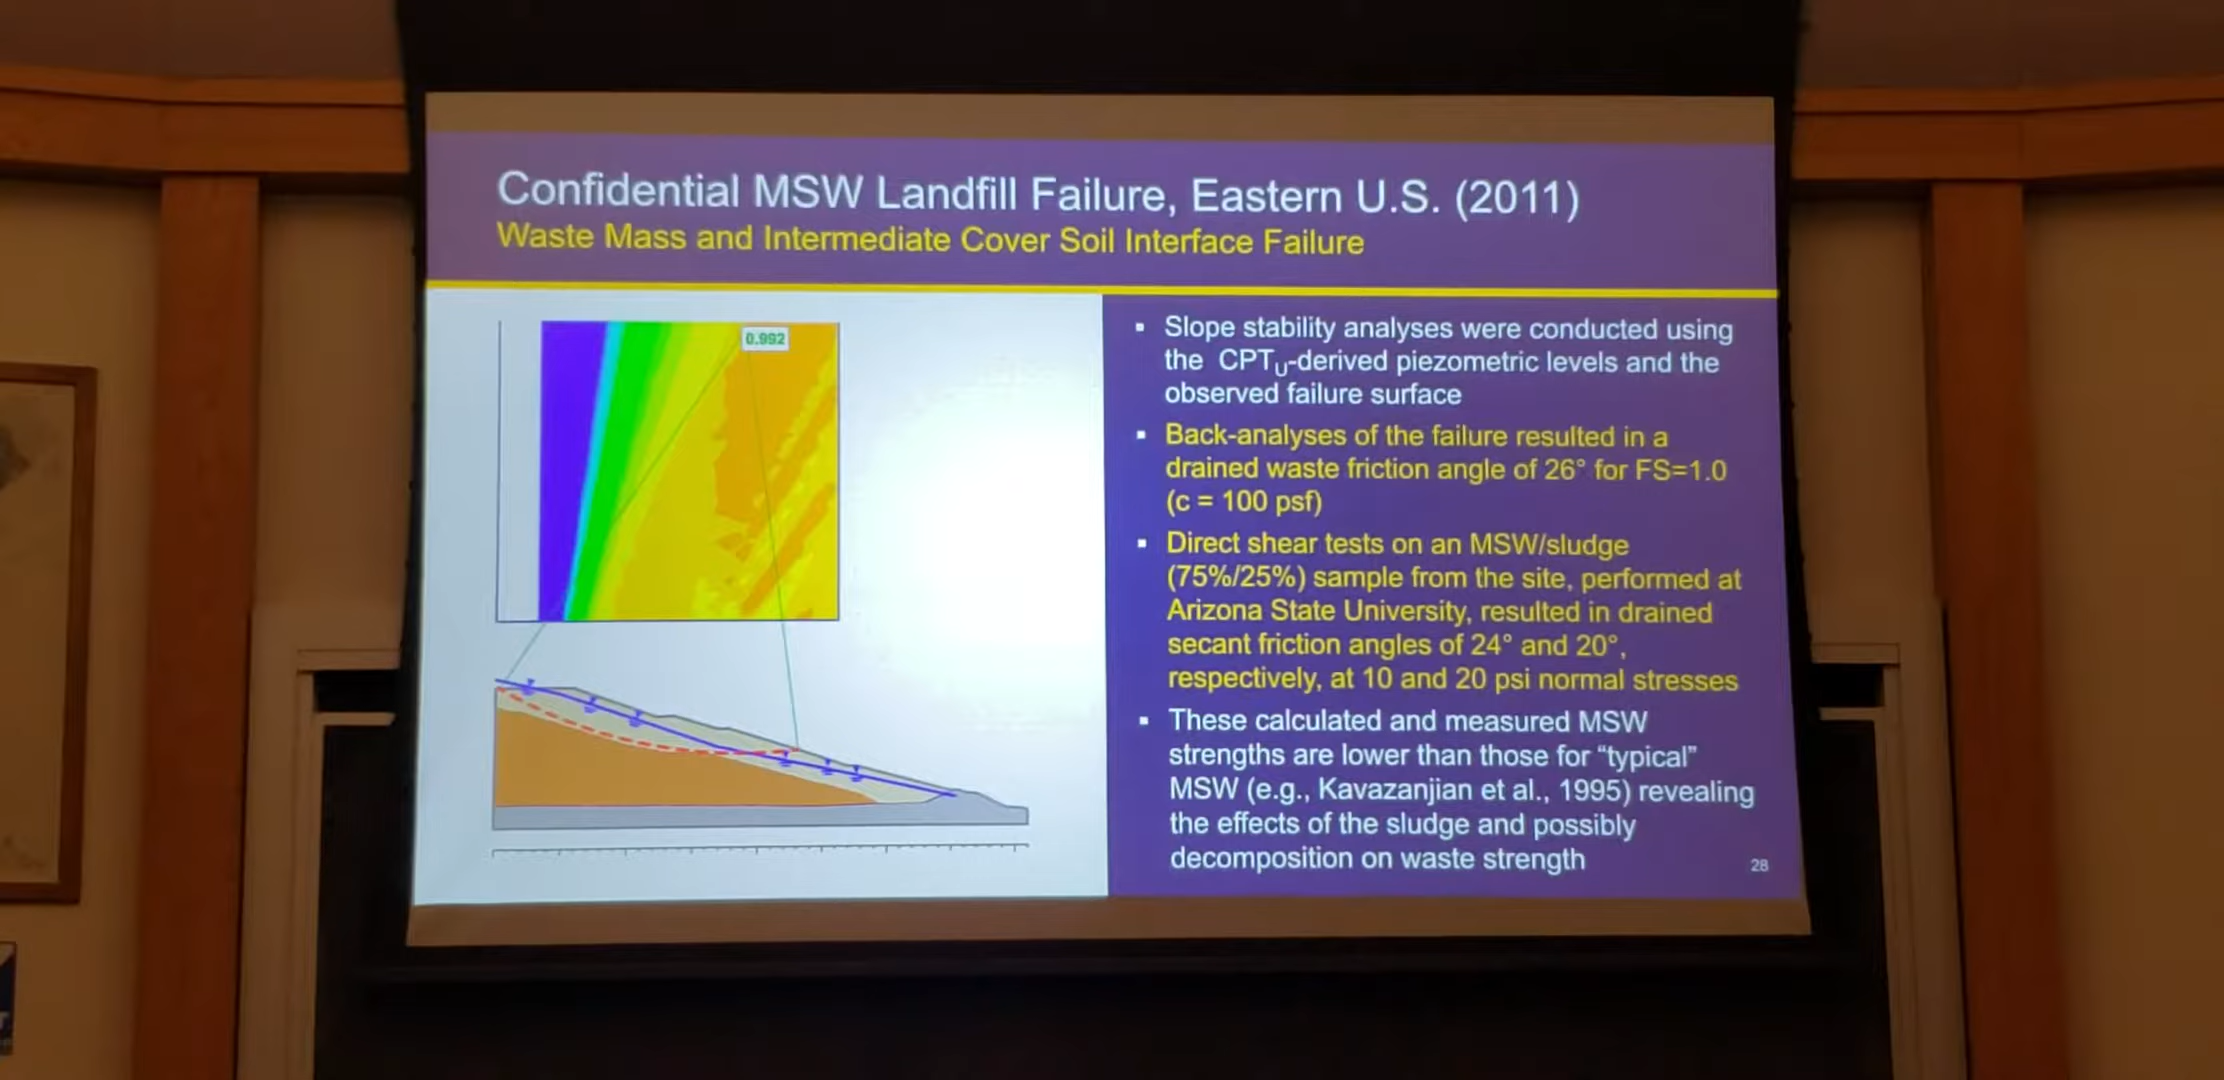 Confidential MSW Landfill Failure, Eastern U.S. (2011)
Waste Mass and Intermediate Cover Soil Interface Failure
0.992
▪ Slope stability analyses were conducted using
the CPTU-derived piezometric levels and the
observed failure surface
▪ Back-analyses of the failure resulted in a
drained waste friction angle of 26° for FS=1.0
(c = 100 psf)
▪ Direct shear tests on an MSW/sludge
(75%/25%) sample from the site, performed at
Arizona State University, resulted in drained
secant friction angles of 24° and 20°,
respectively, at 10 and 20 psi normal stresses
▪ These calculated and measured MSW
strengths are lower than those for “typical”
MSW (e.g., Kavazanjian et al., 1995) revealing
the effects of the sludge and possibly
decomposition on waste strength
28